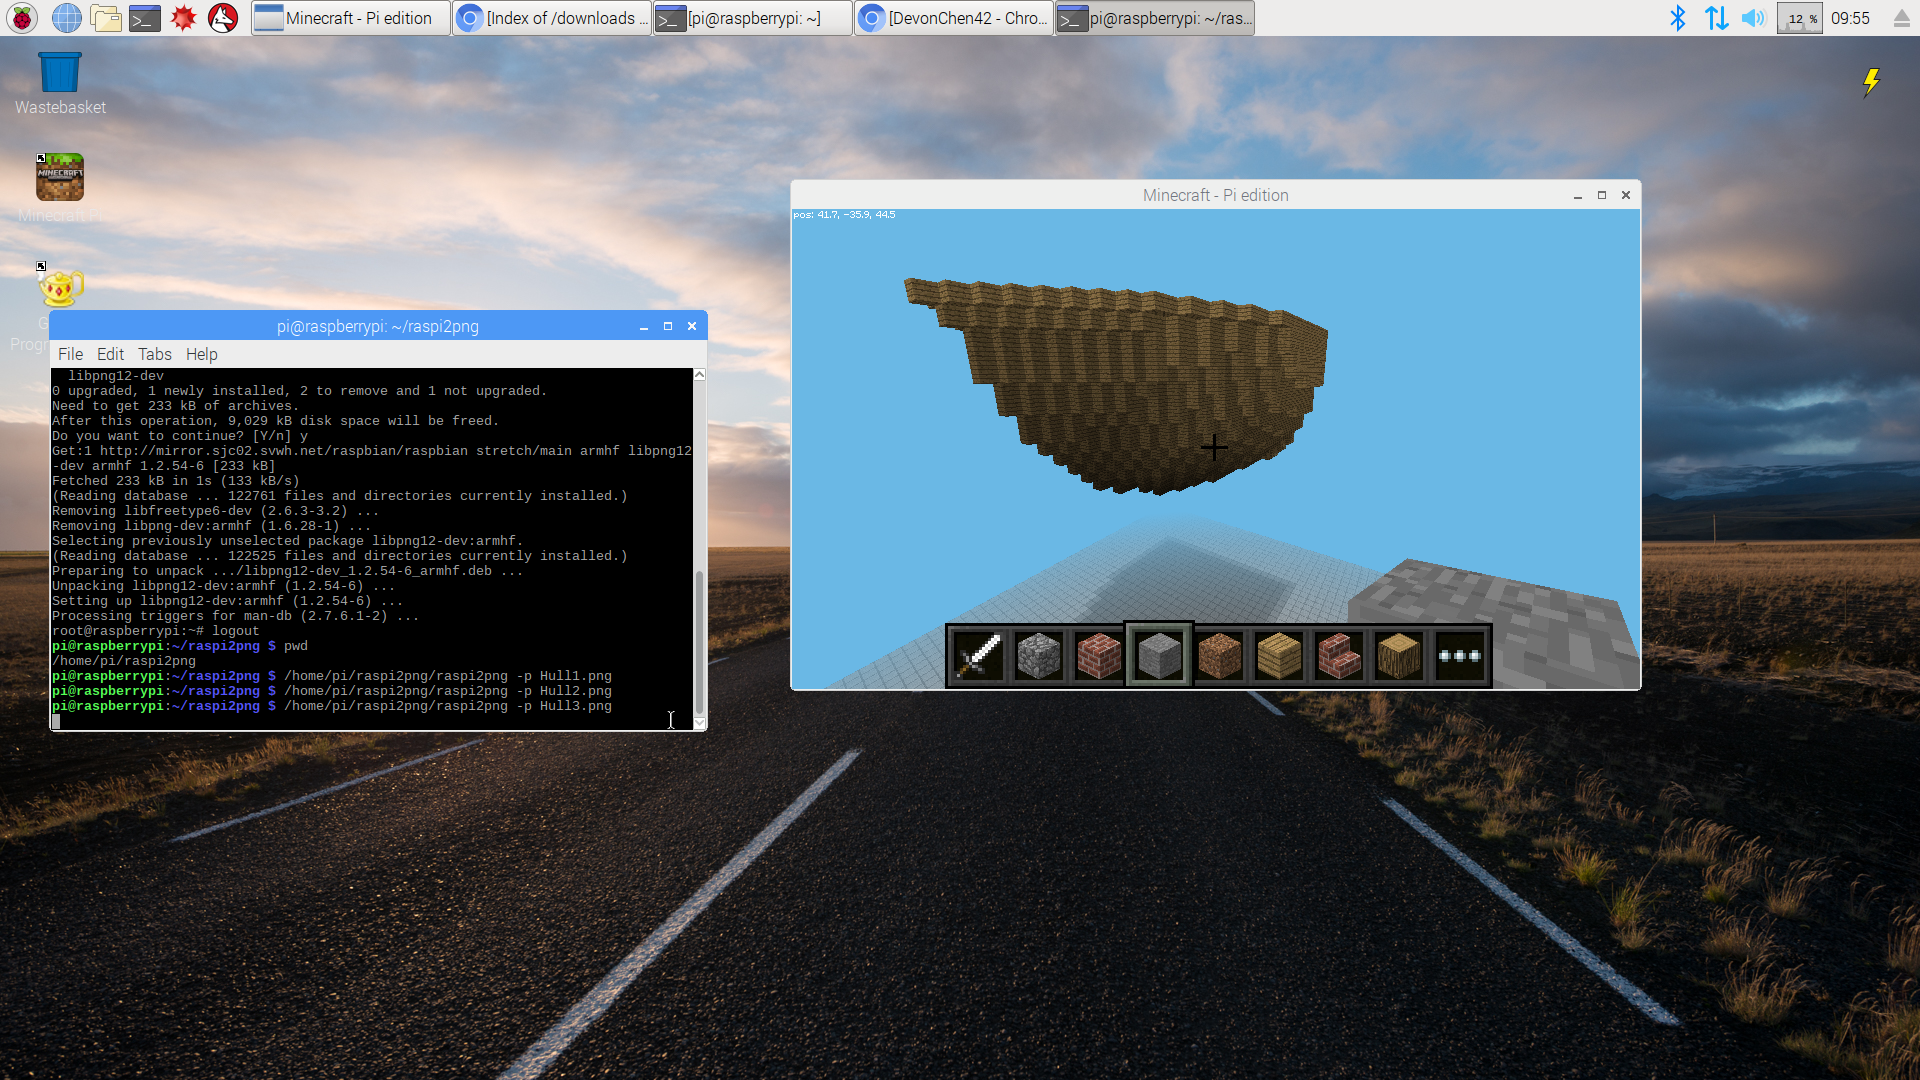 Minecraft - Pi edition
[Index of /downloads ...
[pi@raspberrypi: ~]
[DevonChen42 - Chro...
pi@raspberrypi: ~/ras...
12 %
09:55
Wastebasket
MINECRAFT
Minecraft Pi
G
Progr
pi@raspberrypi: ~/raspi2png
File Edit Tabs Help
libpng12-dev
0 upgraded, 1 newly installed, 2 to remove and 1 not upgraded.
Need to get 233 kB of archives.
After this operation, 9,029 kB disk space will be freed.
Do you want to continue? [Y/n] y
Get:1 http://mirror.sjc02.svwh.net/raspbian/raspbian stretch/main armhf libpng12
-dev armhf 1.2.54-6 [233 kB]
Fetched 233 kB in 1s (133 kB/s)
(Reading database ... 122761 files and directories currently installed.)
Removing libfreetype6-dev (2.6.3-3.2) ...
Removing libpng-dev:armhf (1.6.28-1) ...
Selecting previously unselected package libpng12-dev:armhf.
(Reading database ... 122525 files and directories currently installed.)
Preparing to unpack .../libpng12-dev_1.2.54-6_armhf.deb ...
Unpacking libpng12-dev:armhf (1.2.54-6) ...
Setting up libpng12-dev:armhf (1.2.54-6) ...
Processing triggers for man-db (2.7.6.1-2) ...
root@raspberrypi:~# logout
pi@raspberrypi:~/raspi2png $ pwd
/home/pi/raspi2png
pi@raspberrypi:~/raspi2png $ /home/pi/raspi2png/raspi2png -p Hull1.png
pi@raspberrypi:~/raspi2png $ /home/pi/raspi2png/raspi2png -p Hull2.png
pi@raspberrypi:~/raspi2png $ /home/pi/raspi2png/raspi2png -p Hull3.png
Minecraft - Pi edition
pos: 41.7, -35.9, 44.5